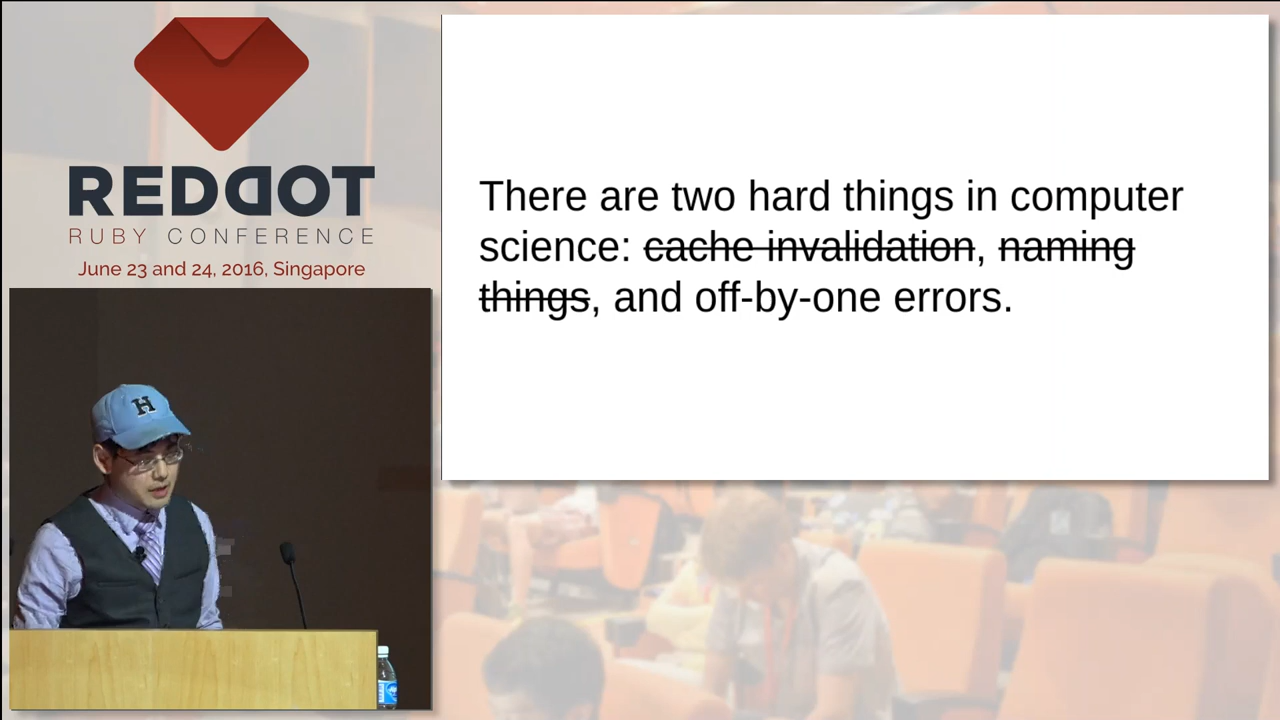 REDDOT
RUBY CONFERENCE
June 23 and 24, 2016, Singapore
There are two hard things in computer
science: cache invalidation, naming
things, and off-by-one errors.
H